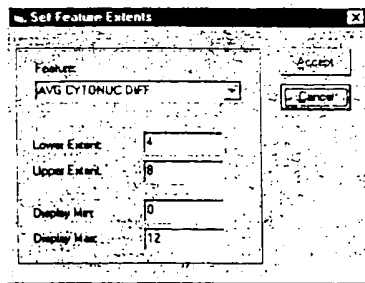 Set Feature Extents
Feature:
AVG CYTONUC DIFF
Accept
Cancel
Lower Extent: 4
Upper Extent: 8
Display Min: 0
Display Max: 12